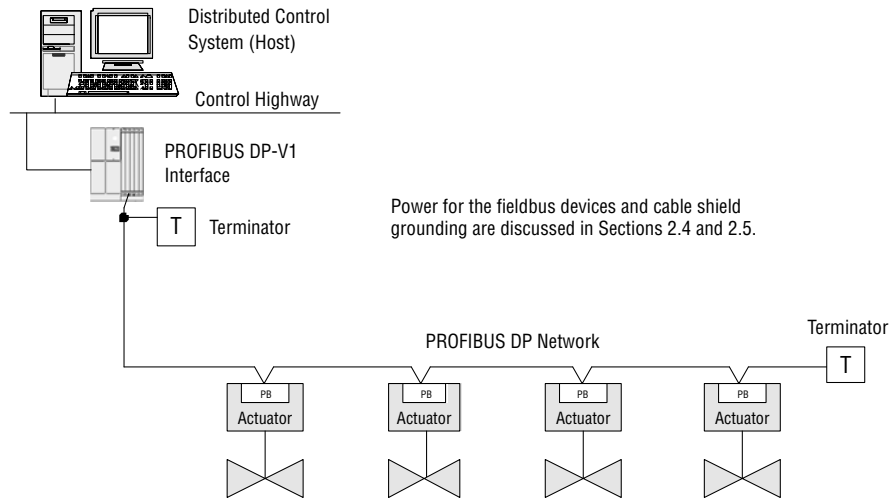 Distributed Control
System (Host)
Control Highway
PROFIBUS DP-V1
Interface
T
Terminator
Power for the fieldbus devices and cable shield
grounding are discussed in Sections 2.4 and 2.5.
PROFIBUS DP Network
Terminator
T
PB
Actuator
PB
Actuator
PB
Actuator
PB
Actuator